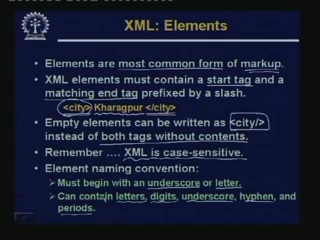 XML: Elements
• Elements are most common form of markup.
• XML elements must contain a start tag and a
matching end tag prefixed by a slash.
<city> Kharagpur </city>
• Empty elements can be written as <city/>
instead of both tags without contents.
• Remember .... XML is case-sensitive.
• Element naming convention:
➢ Must begin with an underscore or letter.
➢ Can contain letters, digits, underscore, hyphen, and
periods.